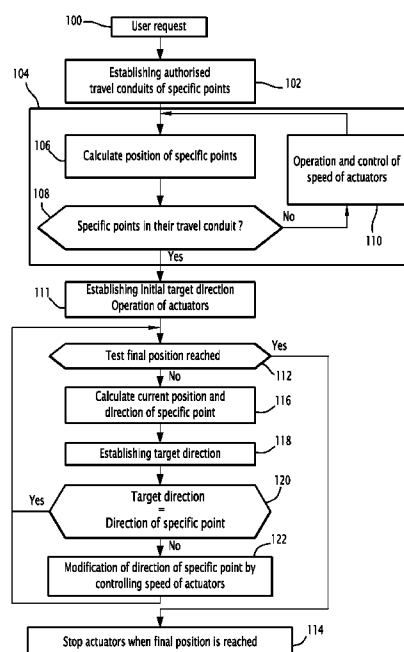 100
User request
Establishing authorised
travel conduits of specific points
102
104
106
Calculate position of specific points
Operation and control
of speed of actuators
110
108
Specific points in their travel conduit ?
No
Yes
111
Establishing Initial target direction
Operation of actuators
Test final position reached
Yes
112
No
Calculate current position and
direction of specific point
116
Establishing target direction
118
120
Yes
Target direction
=
Direction of specific point
No
122
Modification of direction of specific point by
controlling speed of actuators
Stop actuators when final position is reached
114